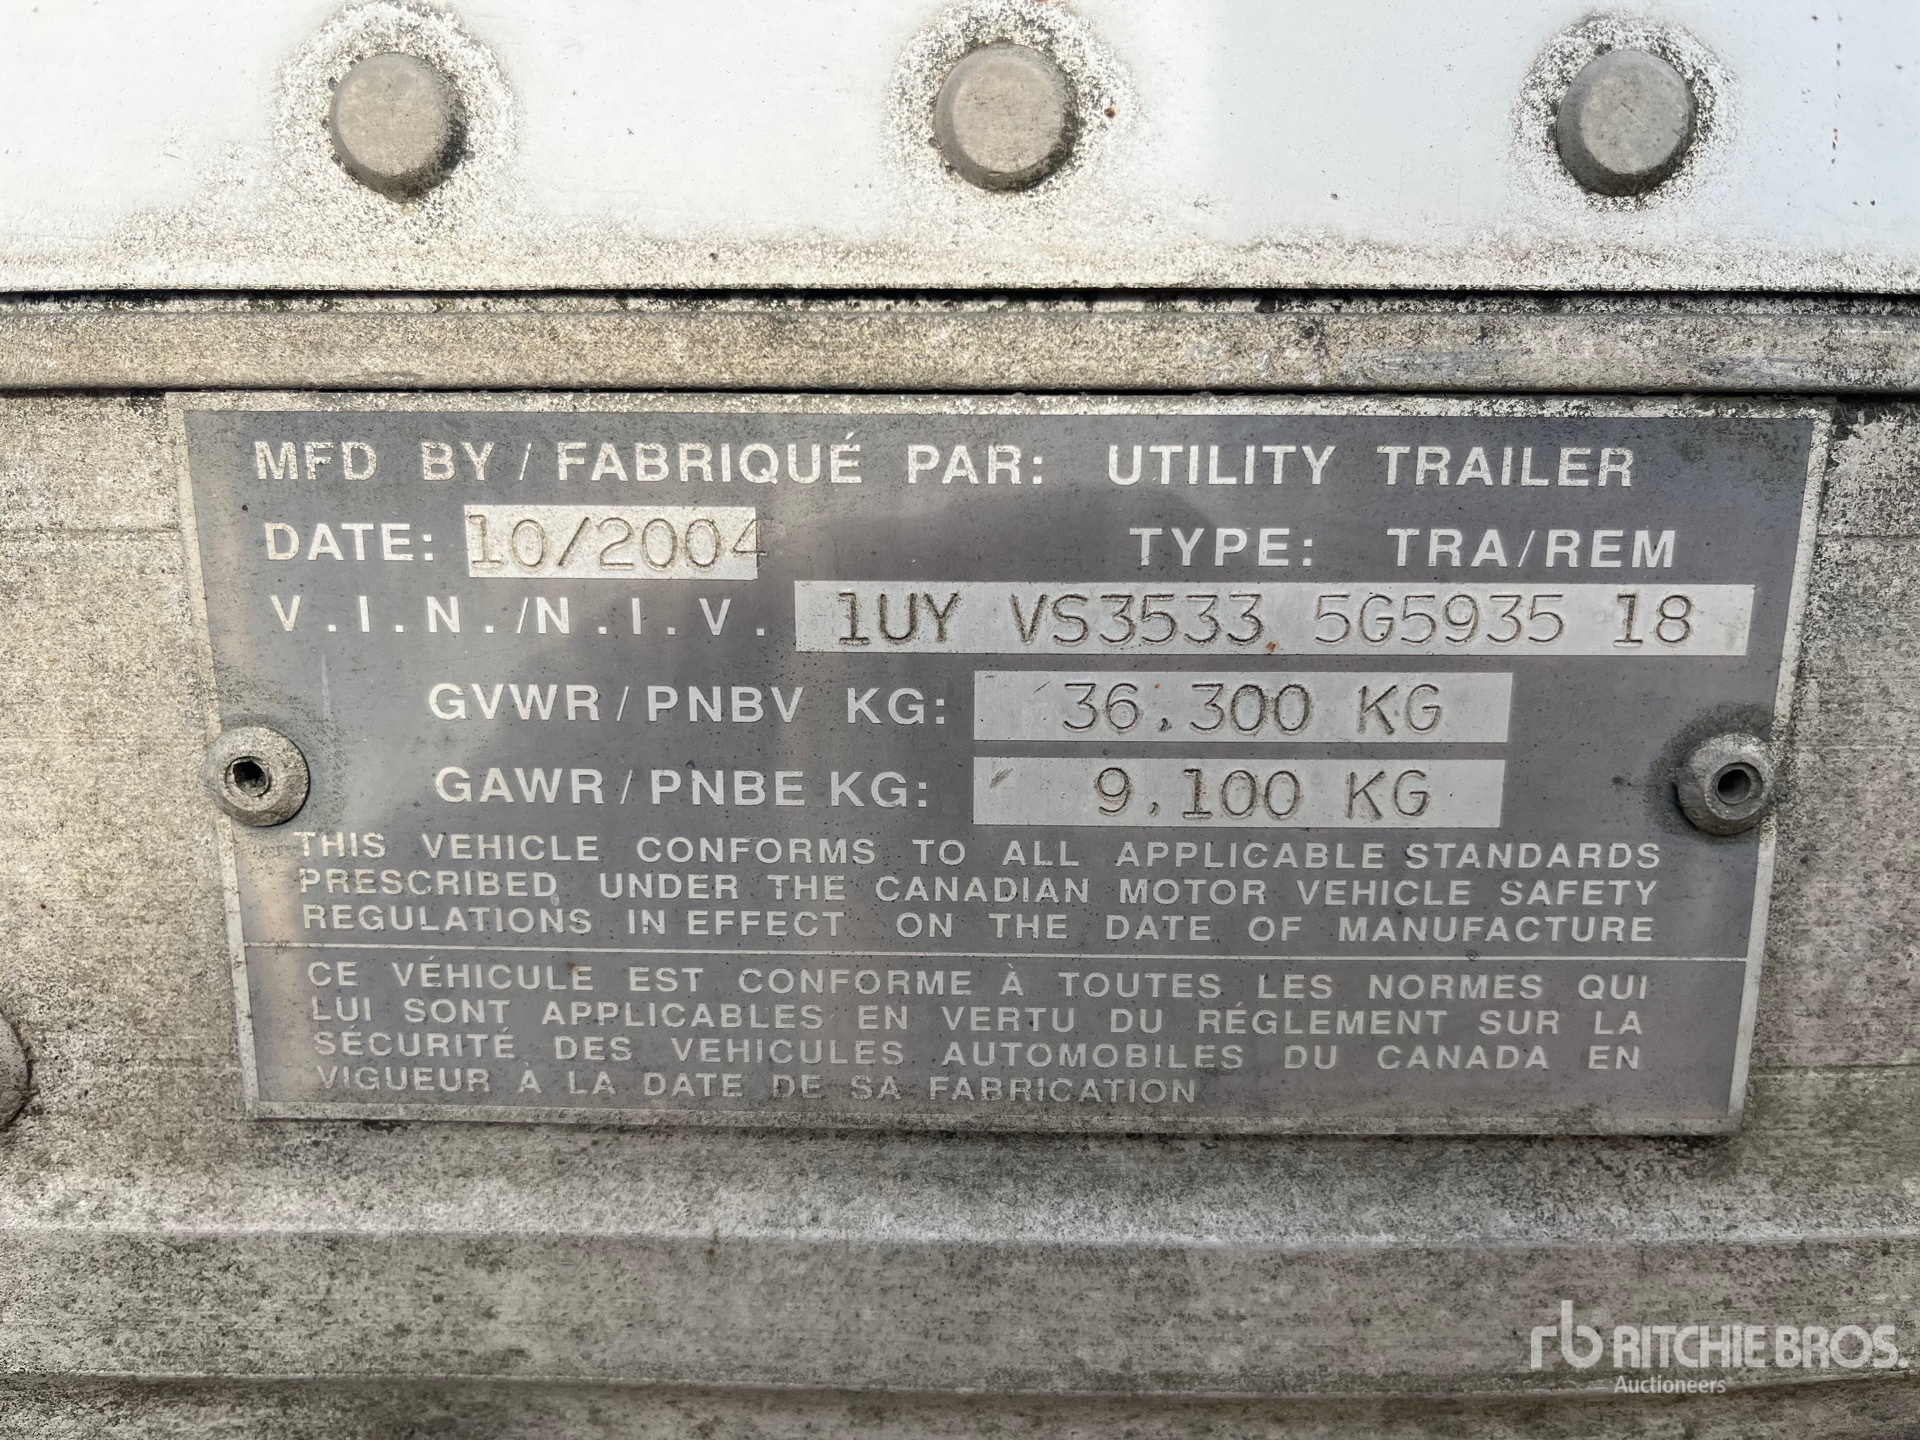 MFD BY / FABRIQUÉ PAR: UTILITY TRAILER
DATE: 10/2004 TYPE: TRA/REM
V.I.N./N.I.V. 1UY VS3533 5G5935 18
GVWR / PNBV KG: 36,300 KG
GAWR / PNBE KG: 9,100 KG
THIS VEHICLE CONFORMS TO ALL APPLICABLE STANDARDS
PRESCRIBED UNDER THE CANADIAN MOTOR VEHICLE SAFETY
REGULATIONS IN EFFECT ON THE DATE OF MANUFACTURE
CE VÉHICULE EST CONFORME À TOUTES LES NORMES QUI
LUI SONT APPLICABLES EN VERTU DU RÉGLEMENT SUR LA
SÉCURITÉ DES VEHICULES AUTOMOBILES DU CANADA EN
VIGUEUR À LA DATE DE SA FABRICATION
rb RITCHIE BROS.
Auctioneers